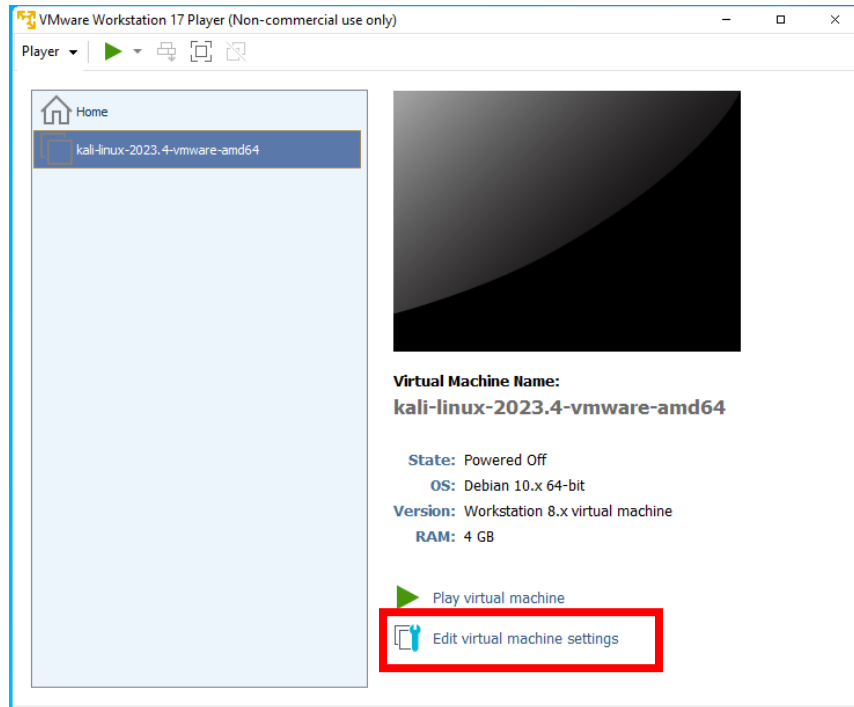 VMware Workstation 17 Player (Non-commercial use only)
Player
Home
kali-linux-2023.4-vmware-amd64
Virtual Machine Name:
kali-linux-2023.4-vmware-amd64
State: Powered Off
OS: Debian 10.x 64-bit
Version: Workstation 8.x virtual machine
RAM: 4 GB
Play virtual machine
Edit virtual machine settings